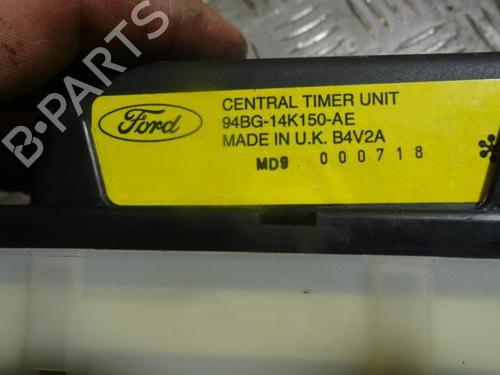 B-PARTS
Ford
CENTRAL TIMER UNIT
94BG-14K150-AE
MADE IN U.K. B4V2A
MD9 000718